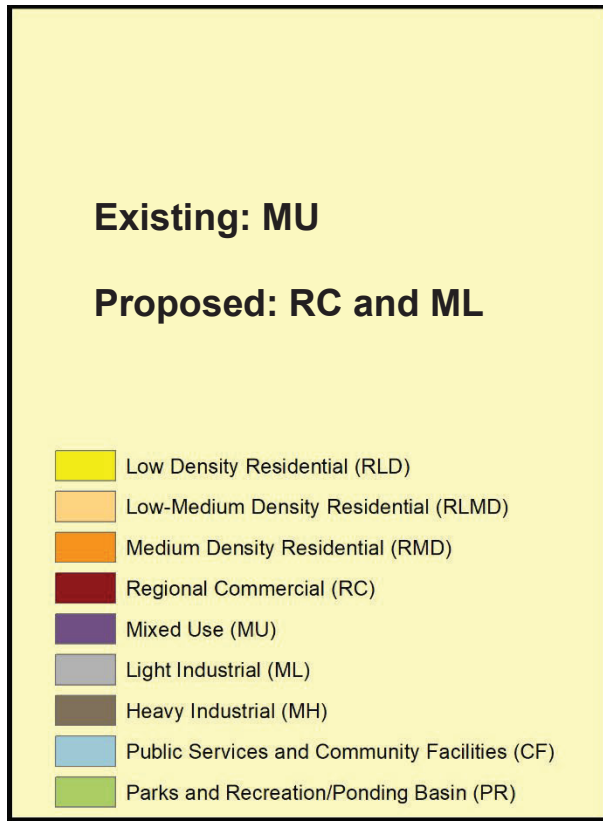 Existing: MU
Proposed: RC and ML
Low Density Residential (RLD)
Low-Medium Density Residential (RLMD)
Medium Density Residential (RMD)
Regional Commercial (RC)
Mixed Use (MU)
Light Industrial (ML)
Heavy Industrial (MH)
Public Services and Community Facilities (CF)
Parks and Recreation/Ponding Basin (PR)